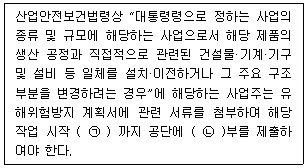 산업안전보건법령상 “대통령령으로 정하는 사업의
종류 및 규모에 해당하는 사업으로서 해당 제품의
생산 공정과 직접적으로 관련된 건설물·기계·기구
및 설비 등 일체를 설치·이전하거나 그 주요 구조
부분을 변경하려는 경우”에 해당하는 사업주는 유
해위험방지 계획서에 관련 서류를 첨부하여 해당
작업 시작 ( ㉠ ) 까지 공단에 ( ㉡ )부를 제출하
여야 한다.